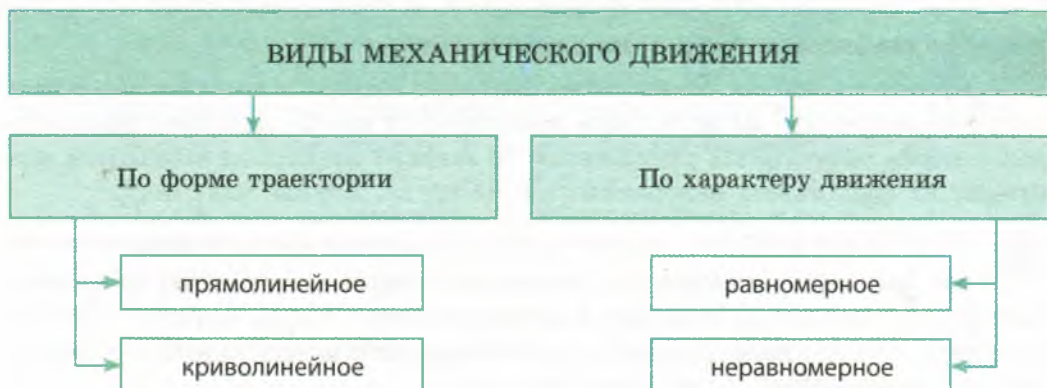 ВИДЫ МЕХАНИЧЕСКОГО ДВИЖЕНИЯ
По форме траектории
По характеру движения
прямолинейное
равномерное
криволинейное
неравномерное